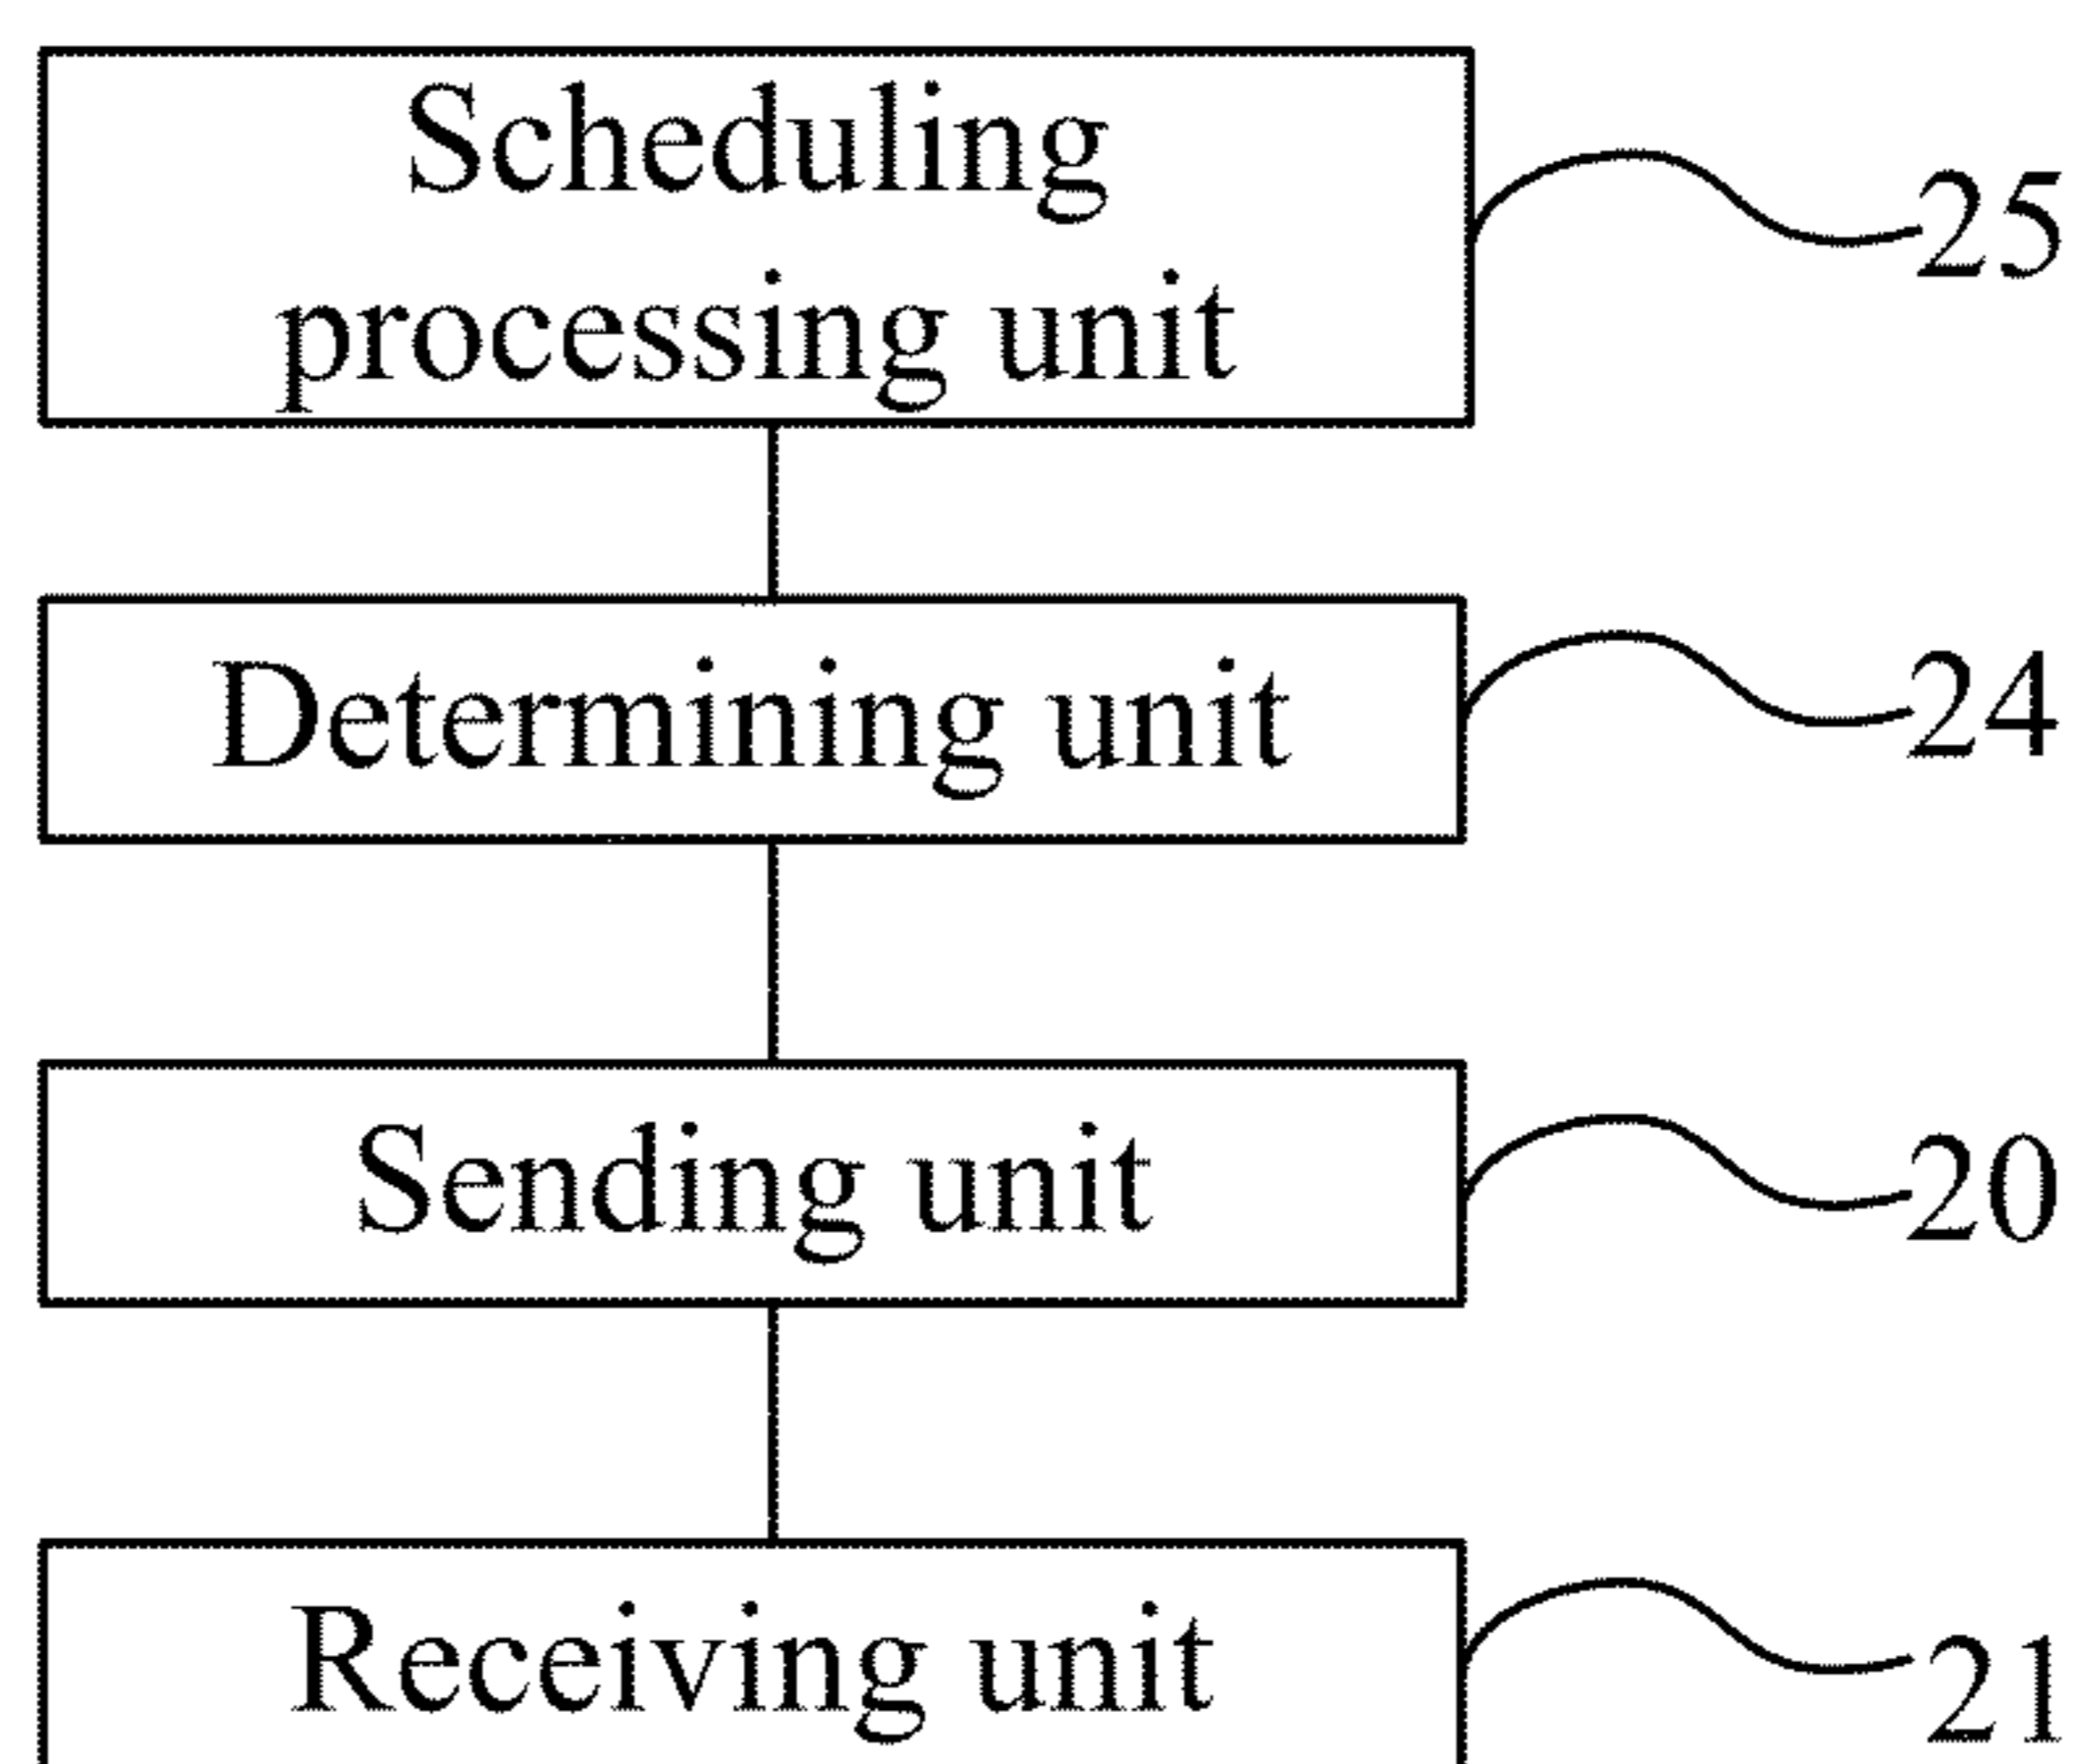 Scheduling
processing unit
25
Determining unit
24
Sending unit
20
Receiving unit
21